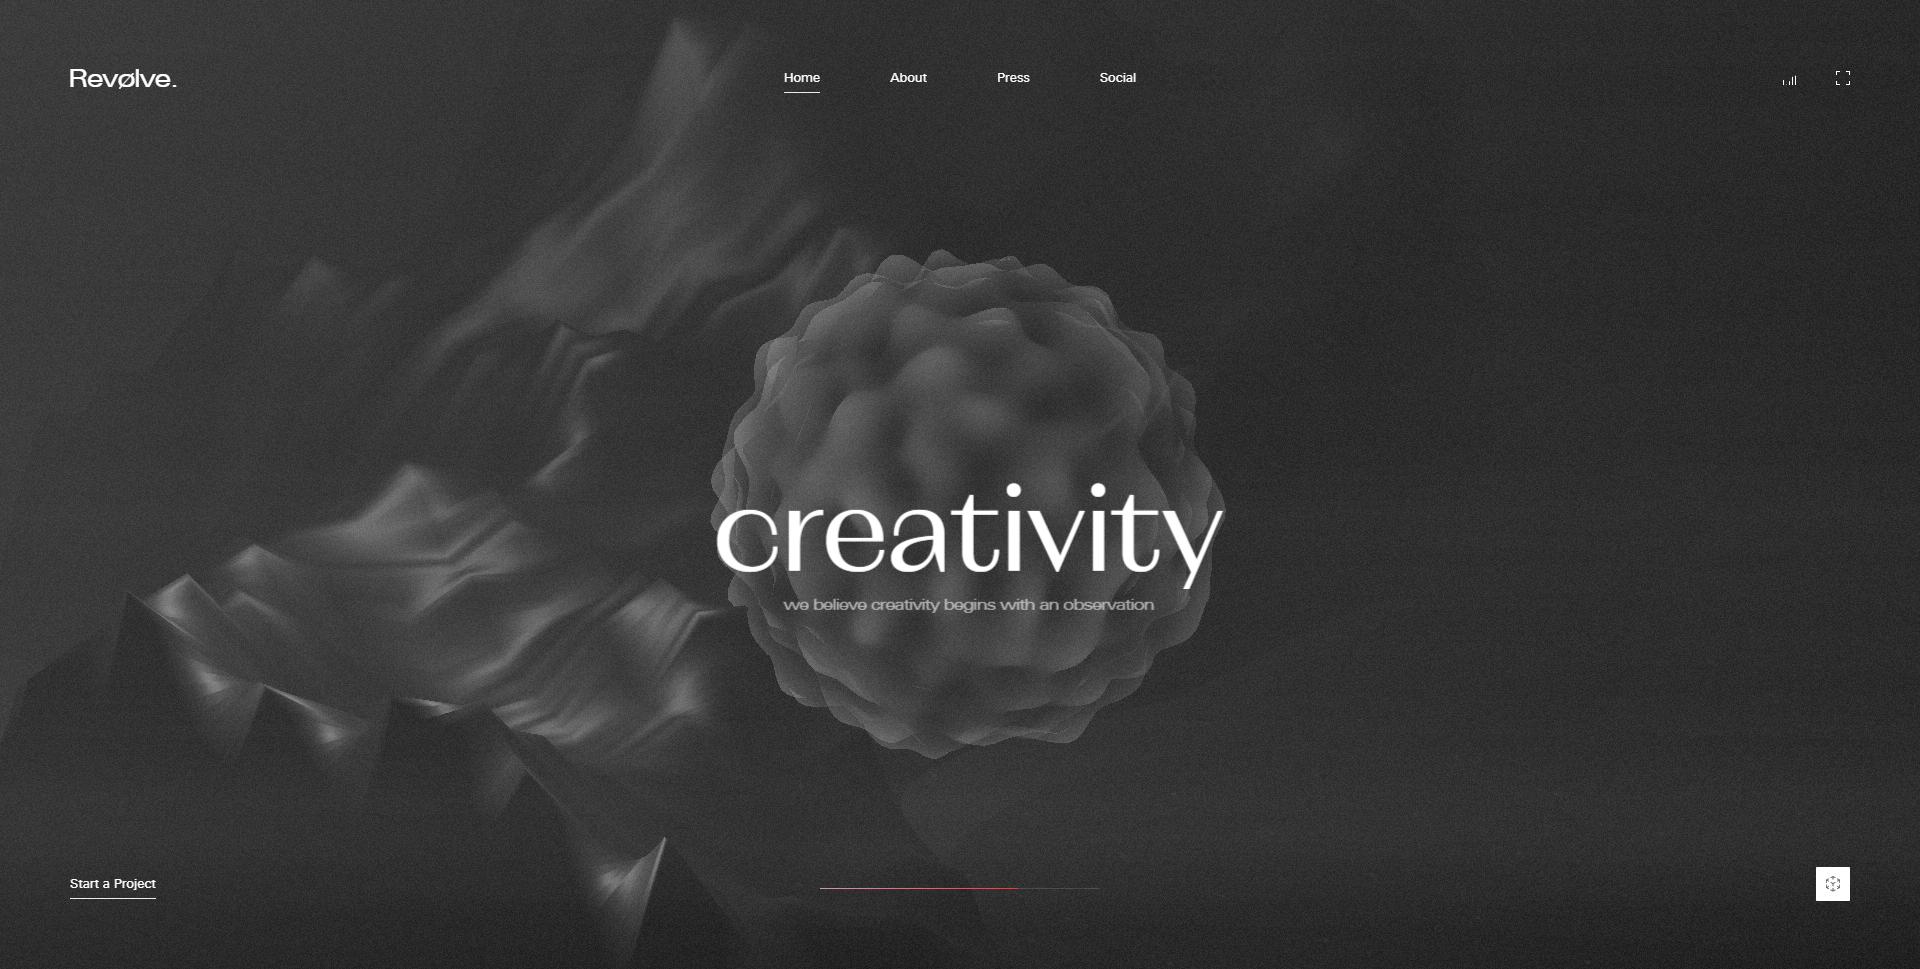 Revølve.
Home
About
Press
Social
creativity
we believe creativity begins with an observation
Start a Project